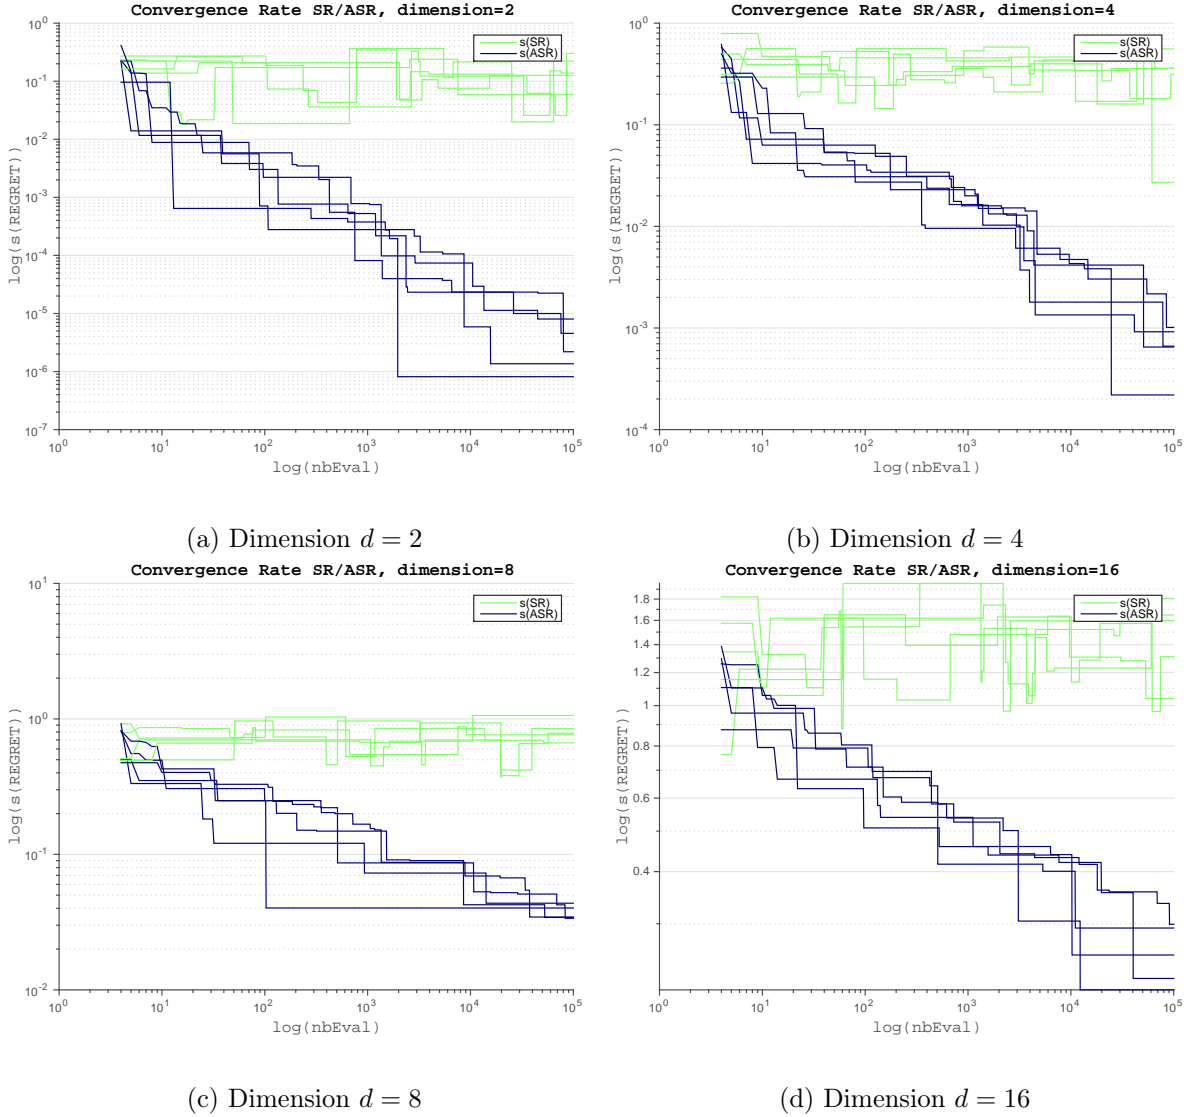 Convergence Rate SR/ASR, dimension=2
s(SR)
s(ASR)
log(s(REGRET))
10^0
10^-1
10^-2
10^-3
10^-4
10^-5
10^-6
10^-7
10^0 10^1 10^2 10^3 10^4 10^5
log(nbEval)
(a) Dimension d = 2
Convergence Rate SR/ASR, dimension=4
s(SR)
s(ASR)
log(s(REGRET))
10^0
10^-1
10^-2
10^-3
10^-4
10^0 10^1 10^2 10^3 10^4 10^5
log(nbEval)
(b) Dimension d = 4
Convergence Rate SR/ASR, dimension=8
s(SR)
s(ASR)
log(s(REGRET))
10^1
10^0
10^-1
10^-2
10^0 10^1 10^2 10^3 10^4 10^5
log(nbEval)
(c) Dimension d = 8
Convergence Rate SR/ASR, dimension=16
s(SR)
s(ASR)
log(s(REGRET))
1.8
1.6
1.4
1.2
1
0.8
0.6
0.4
10^0 10^1 10^2 10^3 10^4 10^5
log(nbEval)
(d) Dimension d = 16